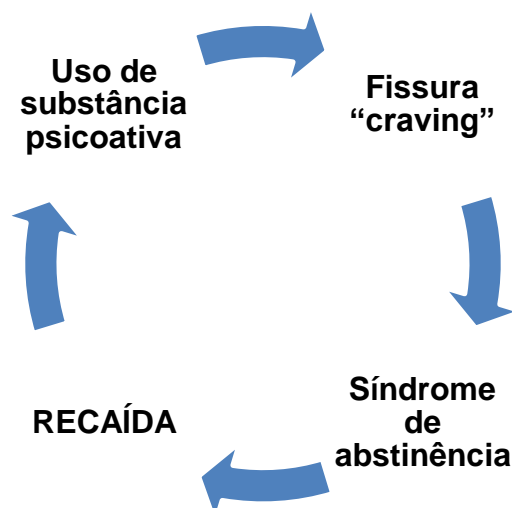 Uso de
substância
psicoativa
Fissura
“craving”
Síndrome
de
abstinência
RECAÍDA